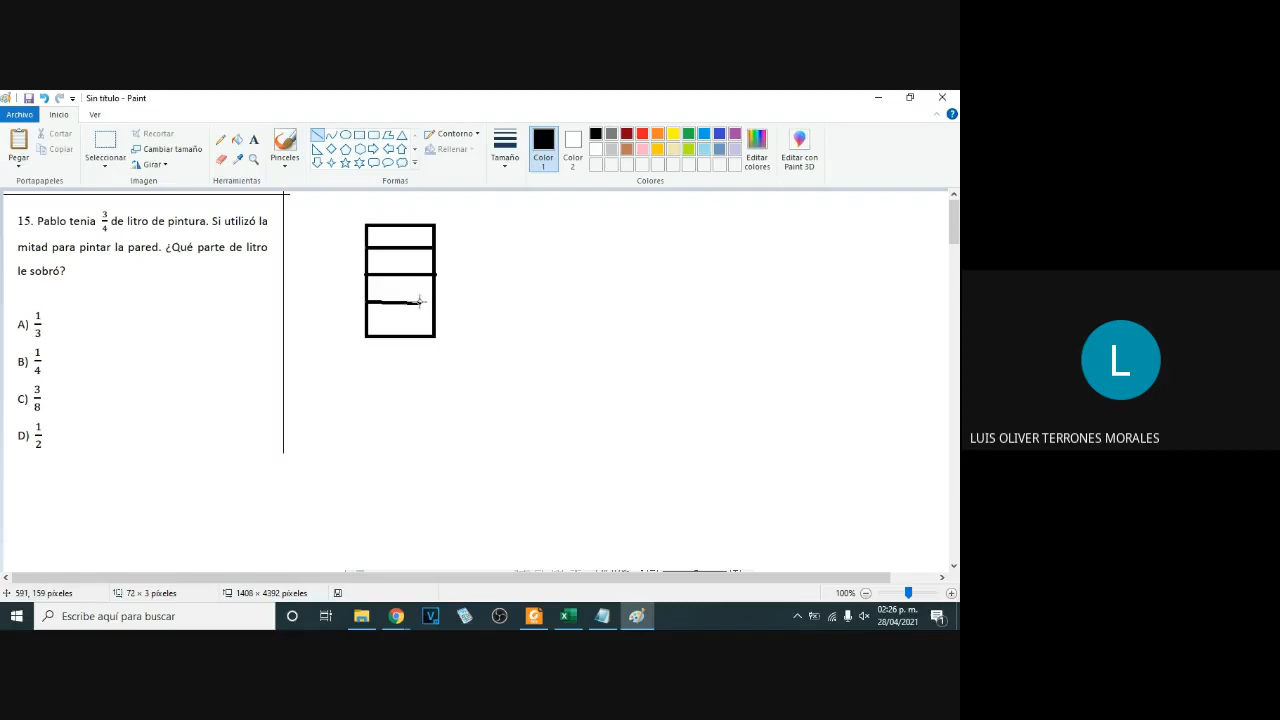 Sin título - Paint
Archivo Inicio Ver
Pegar
Cortar
Copiar
Portapapeles
Seleccionar
Recortar
Cambiar tamaño
Girar
Imagen
Herramientas
Pinceles
Contorno
Rellenar
Formas
Tamaño
Color 1
Color 2
Editar colores
Editar con Paint 3D
Colores
15. Pablo tenia 3/4 de litro de pintura. Si utilizó la
mitad para pintar la pared. ¿Qué parte de litro
le sobró?
A) 1/3
B) 1/4
C) 3/8
D) 1/2
L
LUIS OLIVER TERRONES MORALES
591, 159 píxeles 72 × 3 píxeles 1408 × 4392 píxeles 100%
Escribe aquí para buscar
02:26 p. m.
28/04/2021